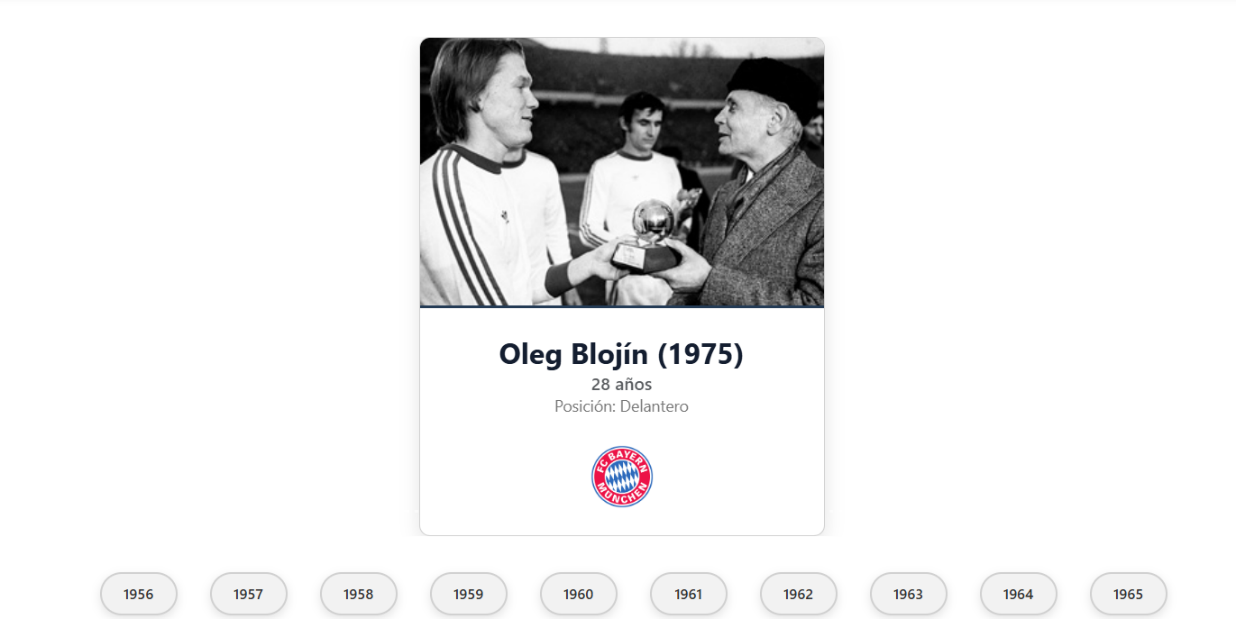 Oleg Blojín (1975)
28 años
Posición: Delantero
FC BAYERN
MÜNCHEN
1956 1957 1958 1959 1960 1961 1962 1963 1964 1965